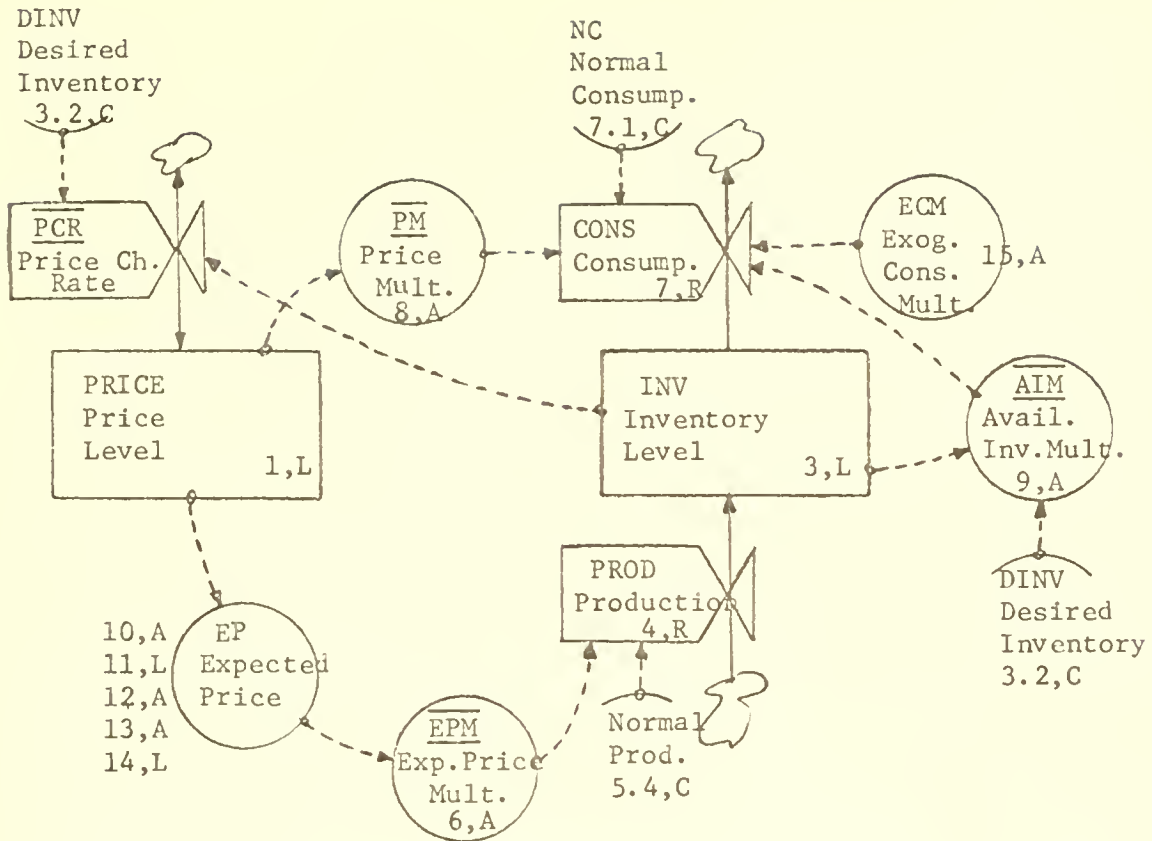 DINV
Desired
Inventory
3.2,C
NC
Normal
Consump.
7.1,C
PCR
Price Ch.
Rate
PM
Price
Mult.
8,A
CONS
Consump.
7,R
ECM
Exog.
Cons.
Mult.
15,A
PRICE
Price
Level
1,L
INV
Inventory
Level
3,L
AIM
Avail.
Inv.Mult.
9,A
PROD
Production
4,R
DINV
Desired
Inventory
3.2,C
10,A
11,L
12,A
13,A
14,L
EP
Expected
Price
EPM
Exp.Price
Mult.
6,A
Normal
Prod.
5.4,C